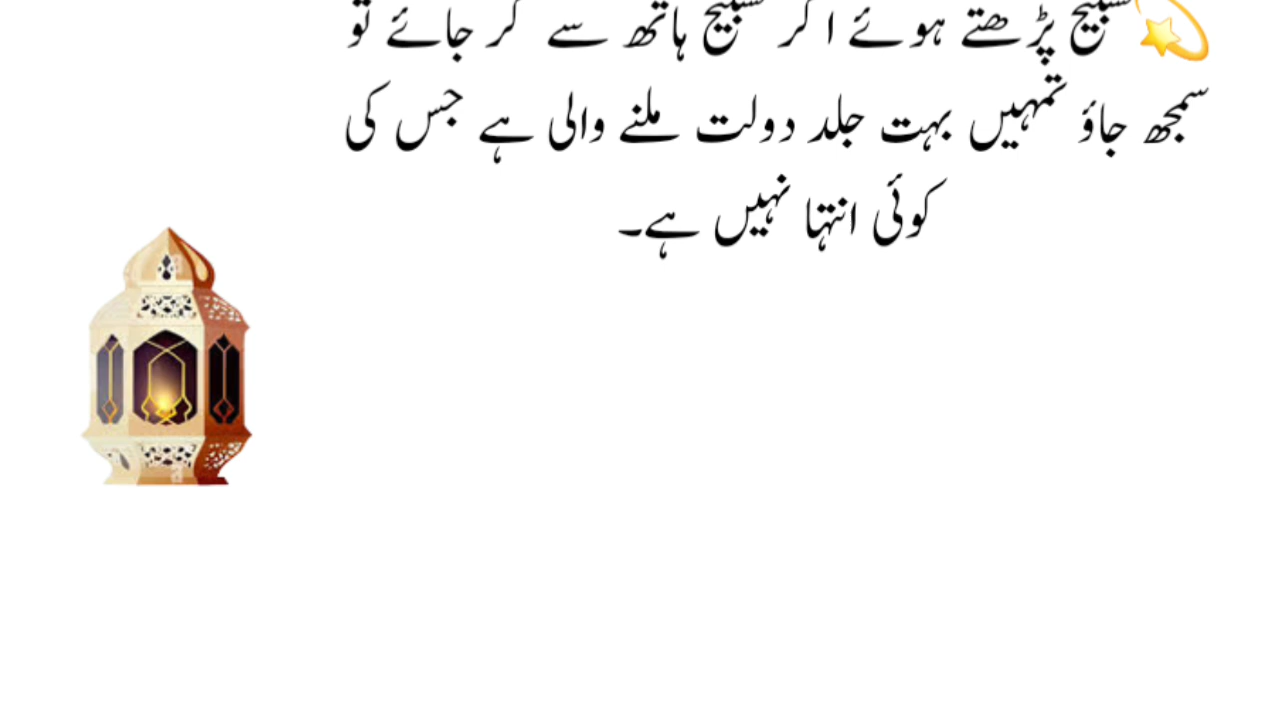 تسبیح پڑھتے ہوئے اگر تسبیح ہاتھ سے گر جائے تو
سمجھ جاؤ تمہیں بہت جلد دولت ملنے والی ہے جس کی
کوئی انتہا نہیں ہے۔